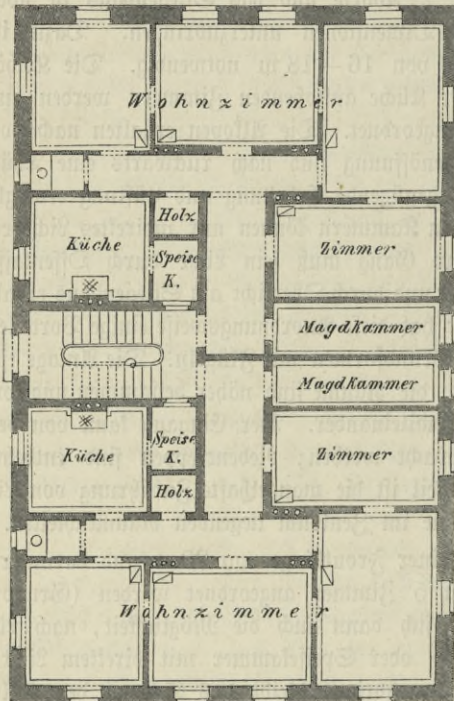 Wohnzimmer
Holz
Küche
Zimmer
Speise
K.
Magdkammer
Magdkammer
Speise
K.
Küche
Zimmer
Holz
Wohnzimmer